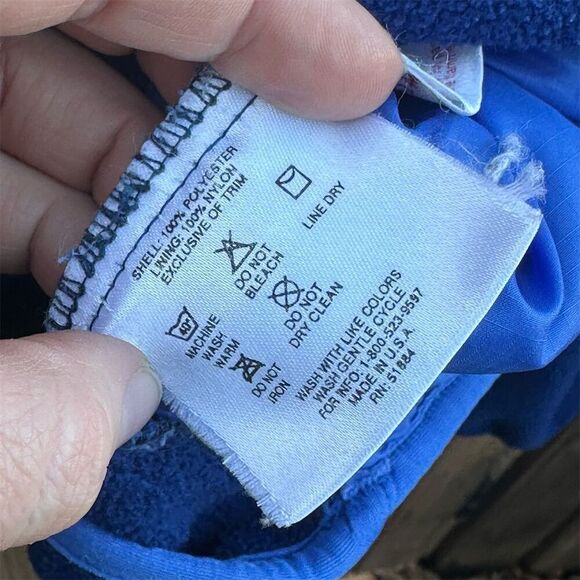 SHELL: 100% POLYESTER
LINING: 100% NYLON
EXCLUSIVE OF TRIM
LINE DRY
DO NOT
BLEACH
DO NOT
DRY CLEAN
40°
MACHINE
WASH
WARM
DO NOT
IRON
WASH WITH LIKE COLORS
WASH GENTLE CYCLE
FOR INFO: 1-800-523-9597
MADE IN U.S.A.
RN: 51884